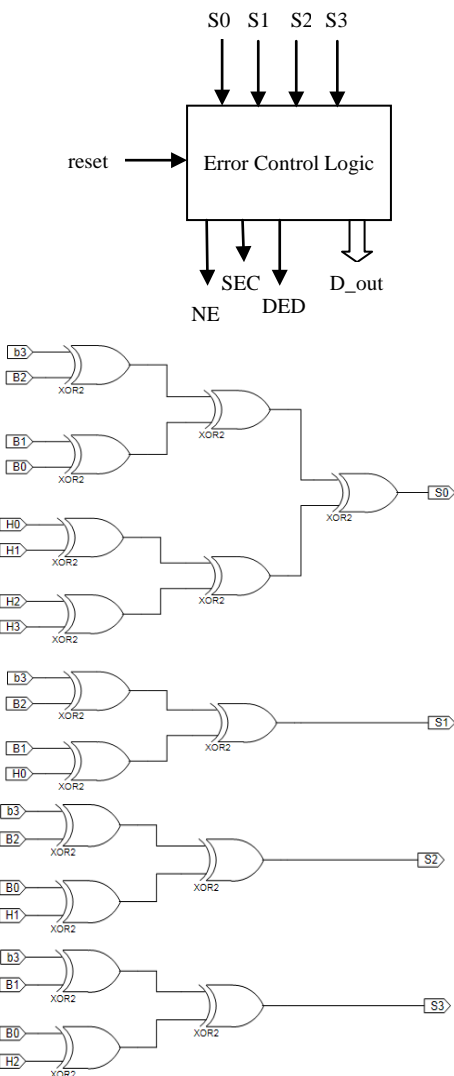 S0 S1 S2 S3
reset
Error Control Logic
SEC
D_out
NE
DED
b3
B2
XOR2
XOR2
B1
B0
XOR2
S0
XOR2
H0
H1
XOR2
XOR2
H2
H3
XOR2
b3
B2
XOR2
S1
B1
XOR2
H0
XOR2
b3
B2
XOR2
S2
B0
XOR2
H1
XOR2
b3
B1
XOR2
S3
B0
XOR2
H2
XOR2